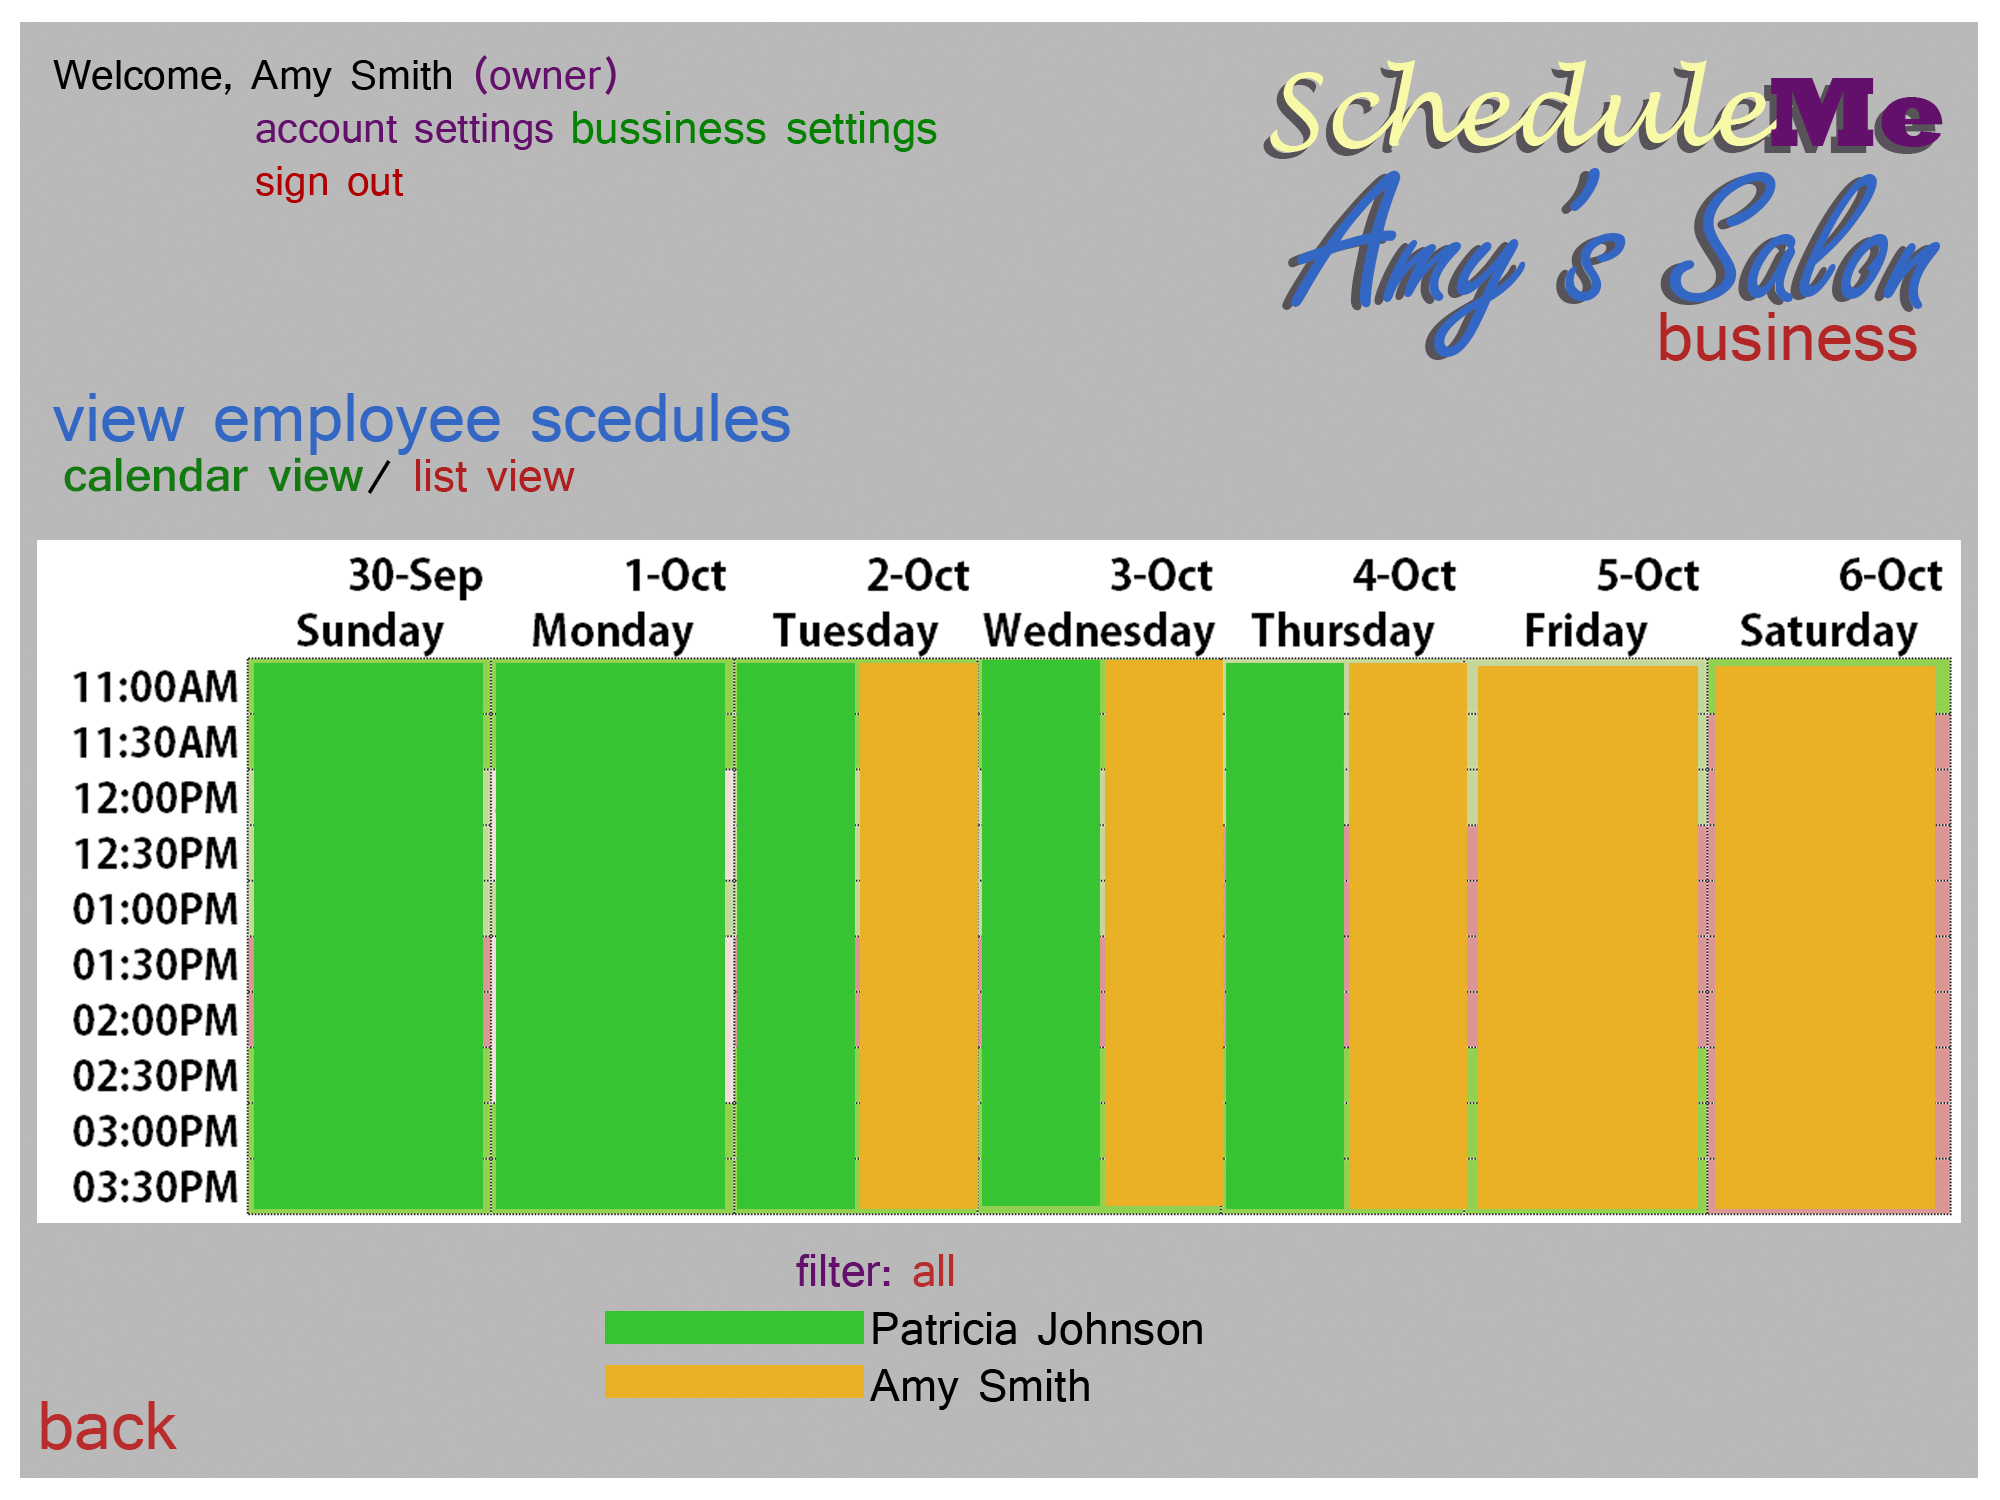 Welcome, Amy Smith (owner)
account settings bussiness settings
sign out
ScheduleMe
Amy's Salon
business
view employee scedules
calendar view/ list view
30-Sep 1-Oct 2-Oct 3-Oct 4-Oct 5-Oct 6-Oct
Sunday Monday Tuesday Wednesday Thursday Friday Saturday
11:00AM
11:30AM
12:00PM
12:30PM
01:00PM
01:30PM
02:00PM
02:30PM
03:00PM
03:30PM
filter: all
Patricia Johnson
Amy Smith
back